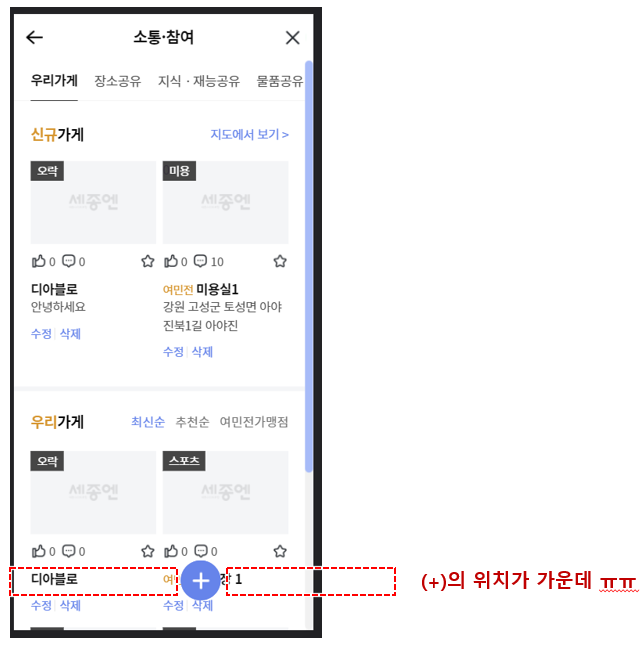 소통·참여
우리가게 장소공유 지식·재능공유 물품공유
신규가게 지도에서 보기 >
오락 미용
세종엔 세종엔
0 0 0 10
디아블로 여민전 미용실1
안녕하세요 강원 고성군 토성면 아야
진북1길 아야진
수정 삭제
수정 삭제
우리가게 최신순 추천순 여민전가맹점
오락 스포츠
세종엔 세종엔
0 0 0 0
디아블로 1
수정 삭제 수정 삭제
(+)의 위치가 가운데 ㅠㅠ